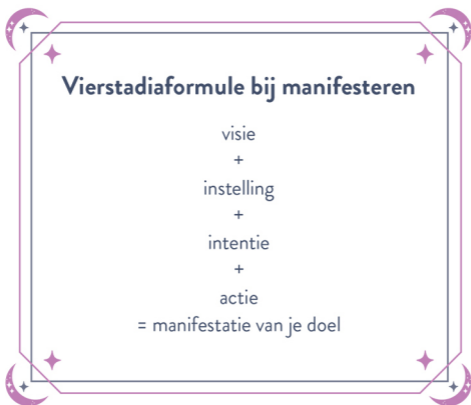 Vierstadiaformule bij manifesteren
visie
+
instelling
+
intentie
+
actie
= manifestatie van je doel